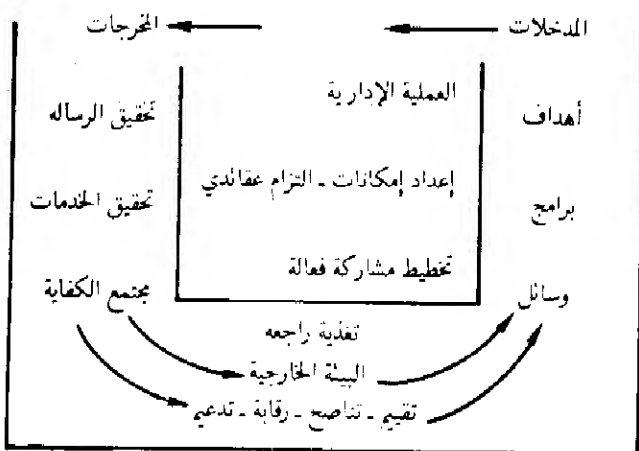 المدخلات
المخرجات
العملية الإدارية
أهداف
تحقيق الرساله
إعداد إمكانات - التزام عقائدي
برامج
تحقيق الخدمات
تخطيط مشاركة فعالة
وسائل
مجتمع الكفاية
تغذية راجعه
البيئة الخارجية
تقييم - تناصح - رقابة - تدعيم